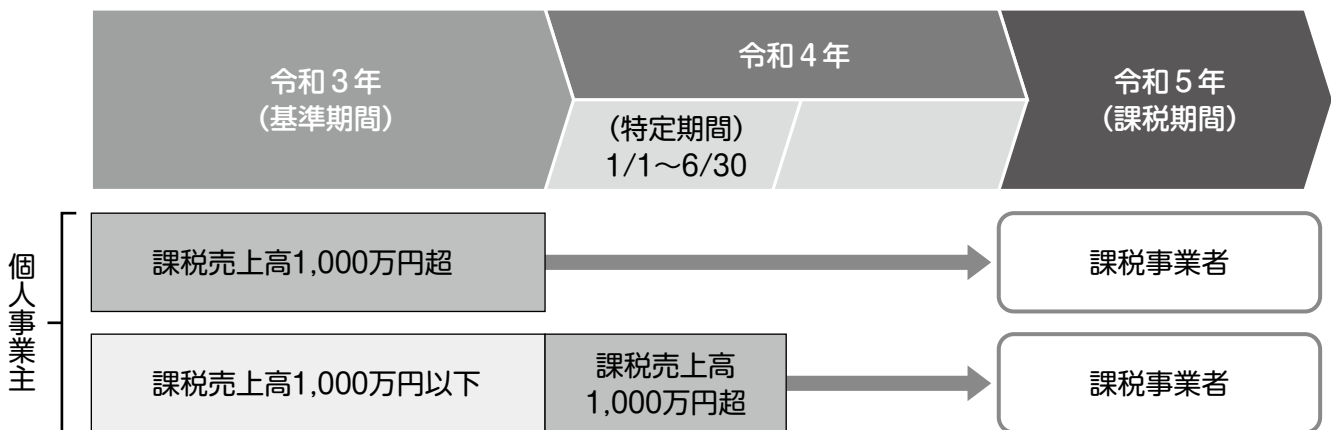 令和3年
(基準期間)
令和4年
(特定期間)
1/1~6/30
令和5年
(課税期間)
個人事業主
課税売上高1,000万円超
課税事業者
課税売上高1,000万円以下
課税売上高
1,000万円超
課税事業者